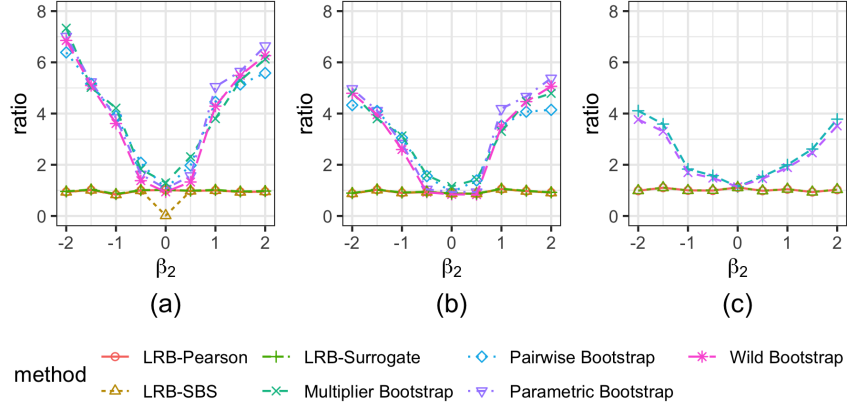 8
6
4
2
0
ratio
-2 -1 0 1 2
β2
(a)
8
6
4
2
0
ratio
-2 -1 0 1 2
β2
(b)
8
6
4
2
0
ratio
-2 -1 0 1 2
β2
(c)
method
LRB-Pearson LRB-Surrogate Pairwise Bootstrap Wild Bootstrap
LRB-SBS Multiplier Bootstrap Parametric Bootstrap